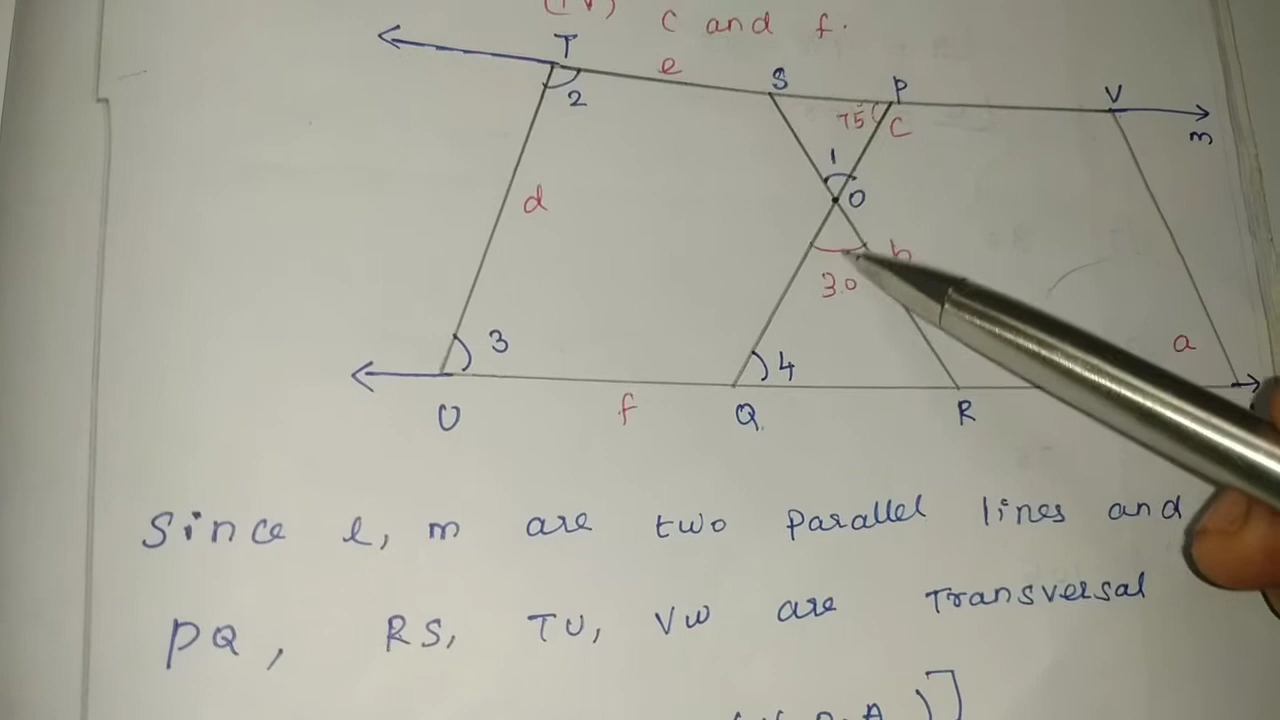 (iv) c and f.
T
e
S P V
2
75 C
m
1
O
d
b
30
3
a
4
U f Q R
Since l, m are two parallel lines and
PQ, RS, TU, VW are Transversal